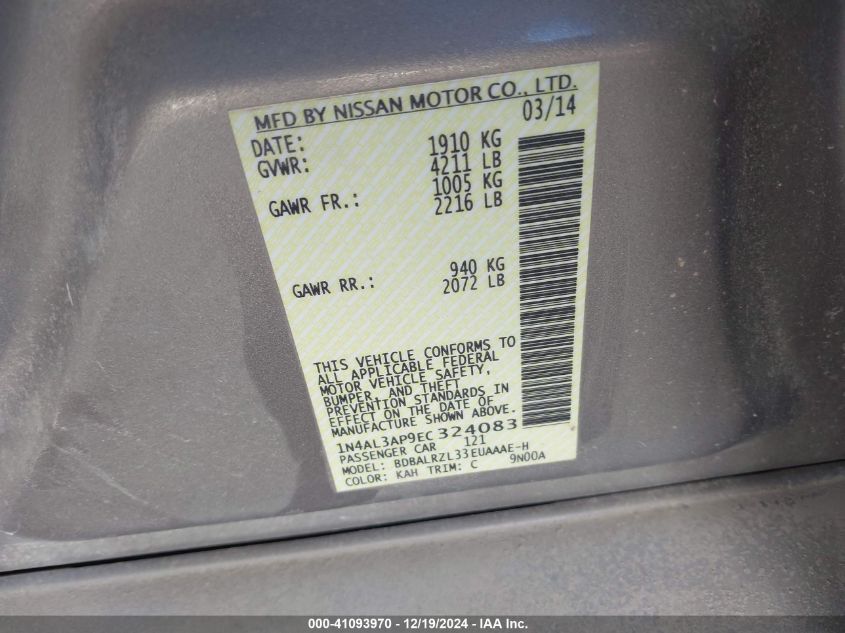 MFD BY NISSAN MOTOR CO., LTD.
DATE: 03/14
GVWR: 1910 KG
4211 LB
GAWR FR.: 1005 KG
2216 LB
GAWR RR.: 940 KG
2072 LB
THIS VEHICLE CONFORMS TO
ALL APPLICABLE FEDERAL
MOTOR VEHICLE SAFETY,
BUMPER, AND THEFT
PREVENTION STANDARDS IN
EFFECT ON THE DATE OF
MANUFACTURE SHOWN ABOVE.
1N4AL3AP9EC324083
PASSENGER CAR 121
MODEL: BDBALRZL33EUAAAE-H
COLOR: KAH TRIM: C 9N00A
000-41093970 - 12/19/2024 - IAA Inc.